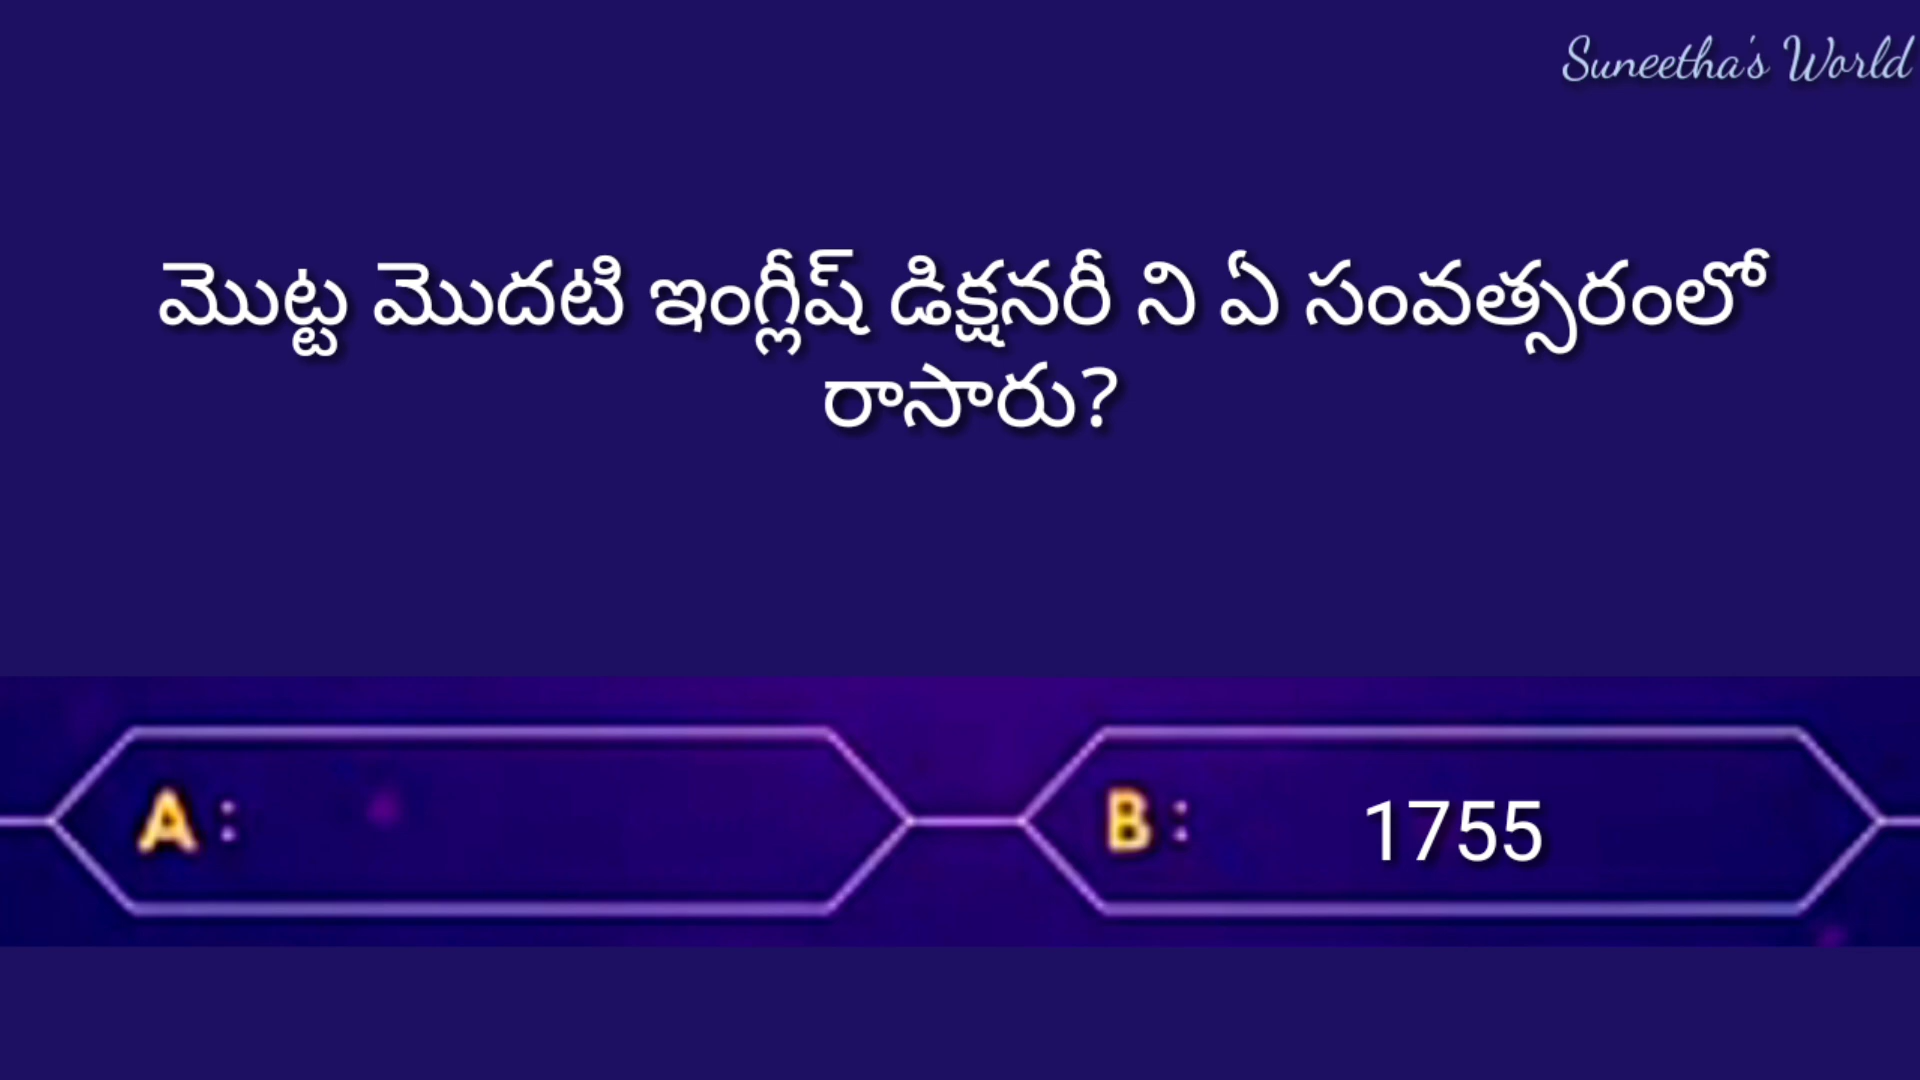 Suneetha's World
మొట్ట మొదటి ఇంగ్లీష్ డిక్షనరీ ని ఏ సంవత్సరంలో
రాసారు?
A :
B : 1755